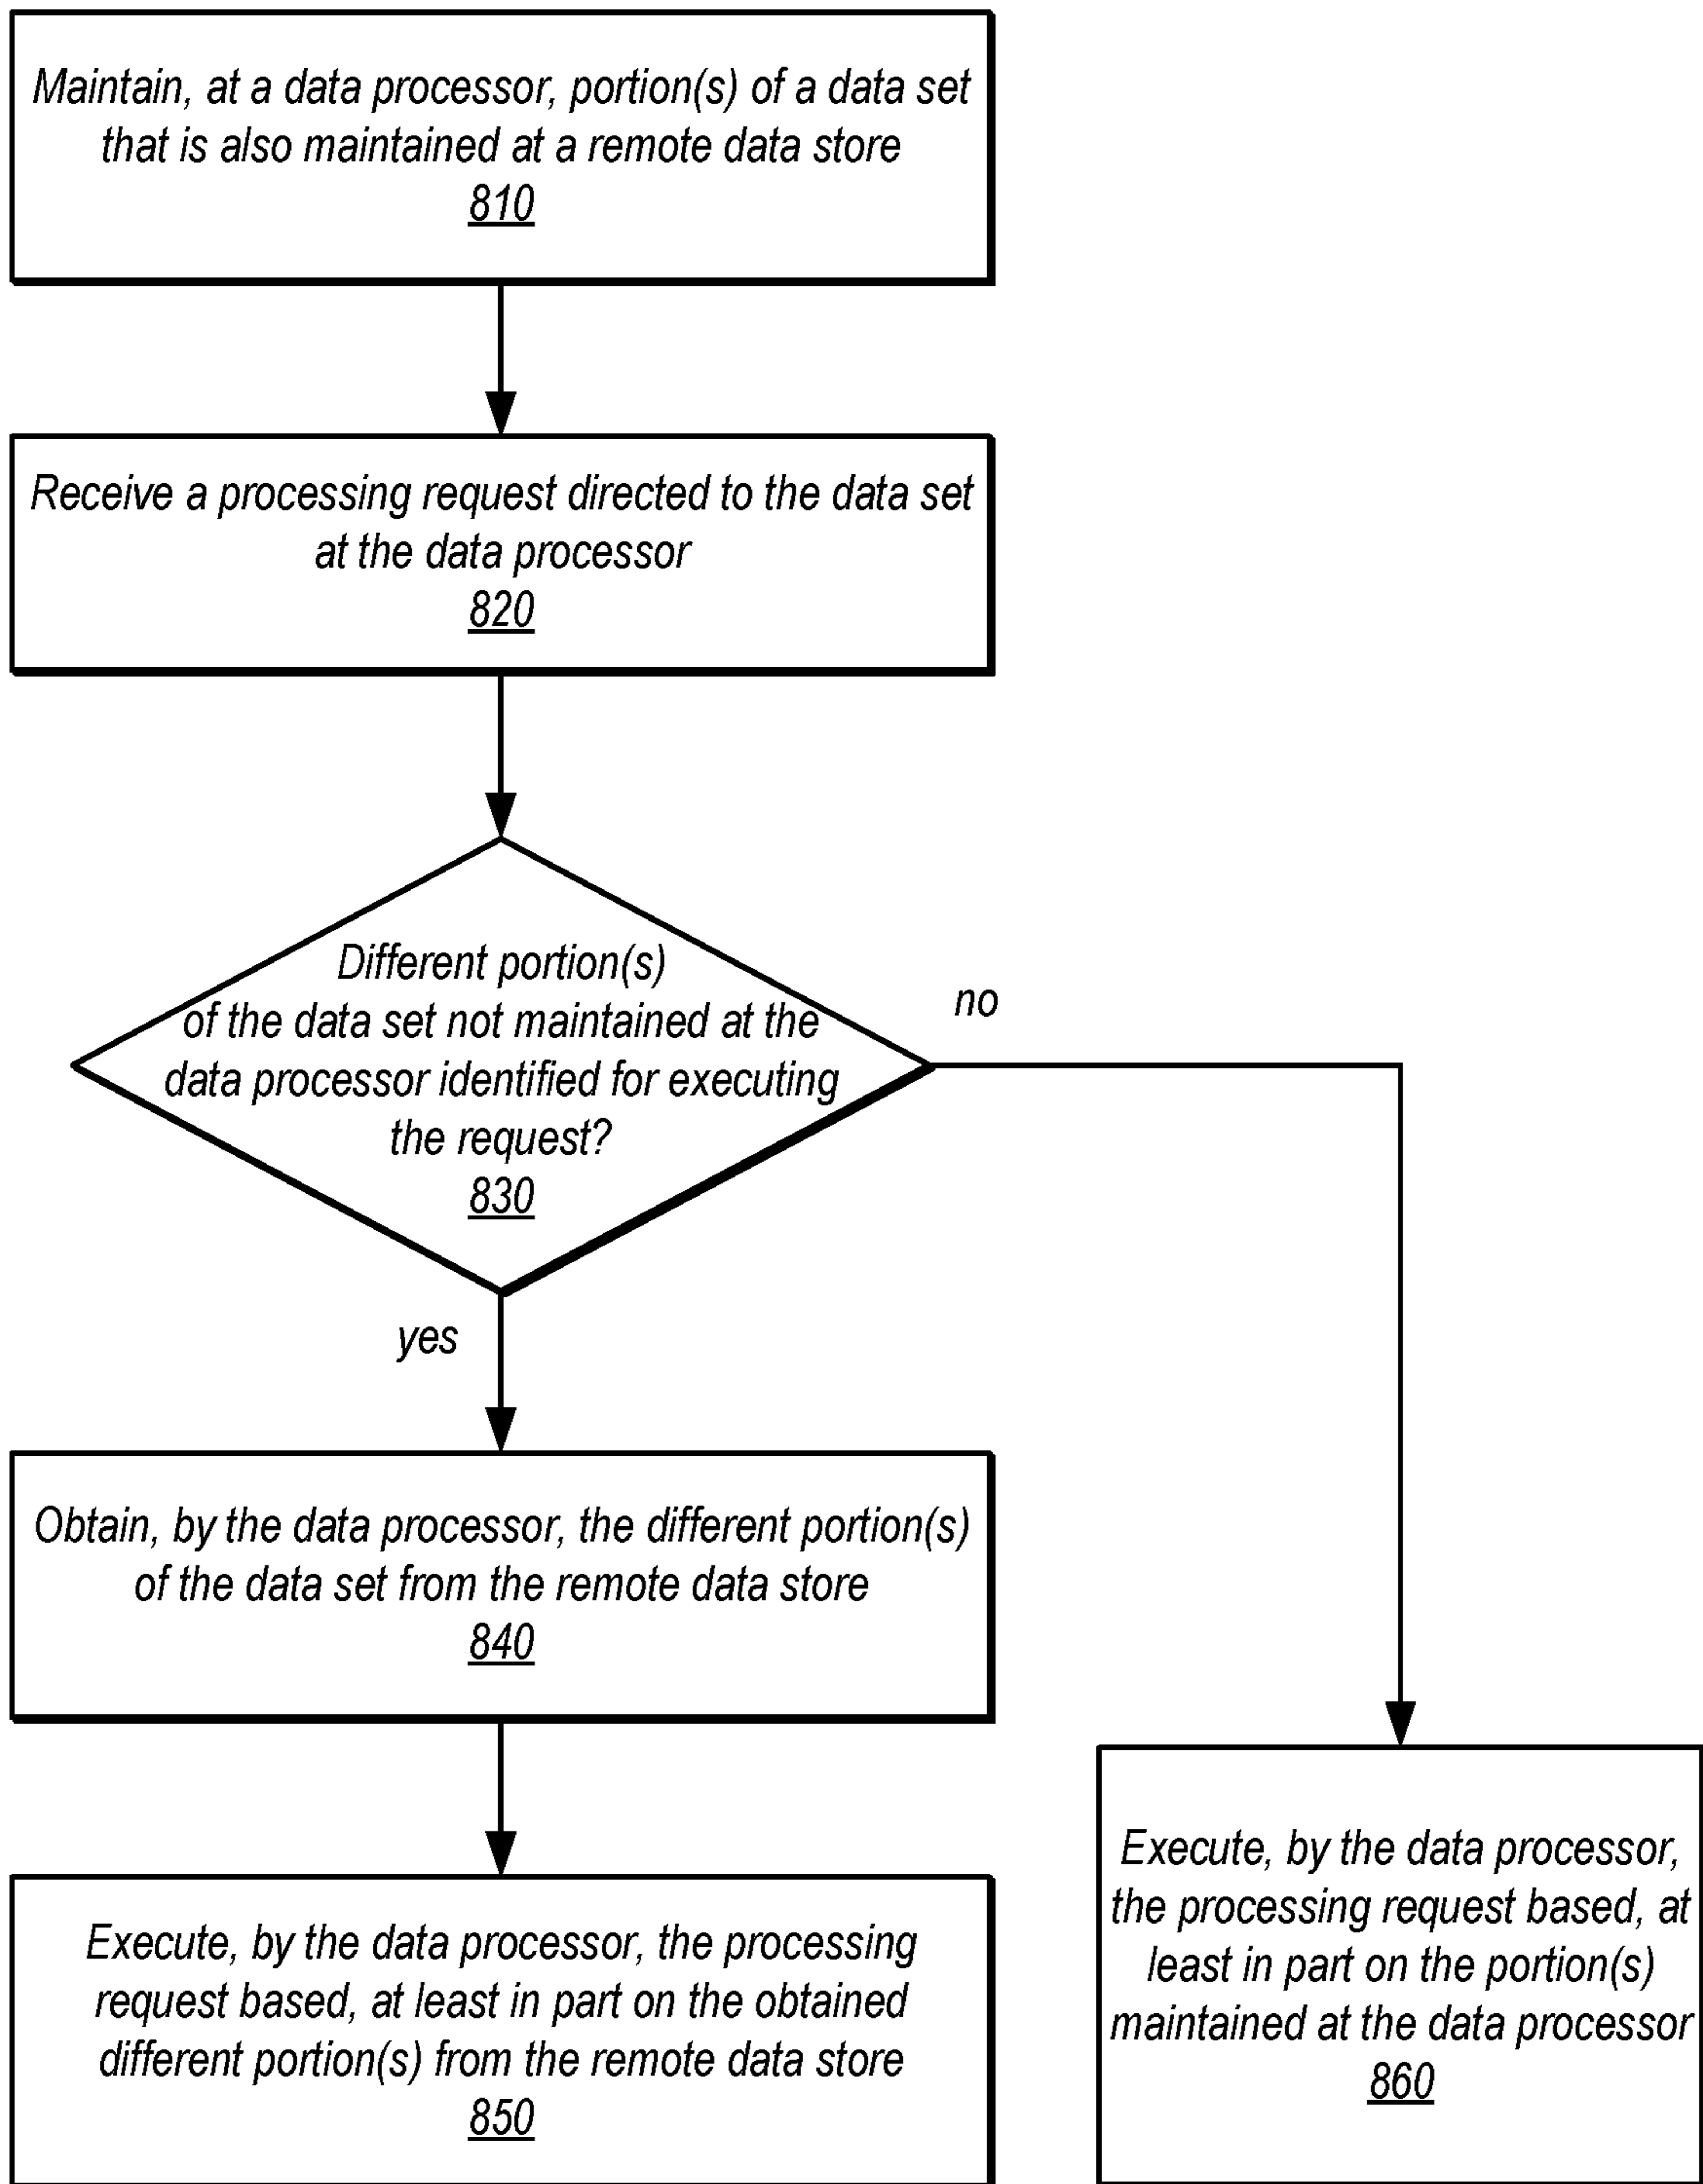 Maintain, at a data processor, portion(s) of a data set
that is also maintained at a remote data store
810
Receive a processing request directed to the data set
at the data processor
820
Different portion(s)
of the data set not maintained at the
data processor identified for executing
the request?
830
no
yes
Obtain, by the data processor, the different portion(s)
of the data set from the remote data store
840
Execute, by the data processor, the processing
request based, at least in part on the obtained
different portion(s) from the remote data store
850
Execute, by the data processor,
the processing request based, at
least in part on the portion(s)
maintained at the data processor
860